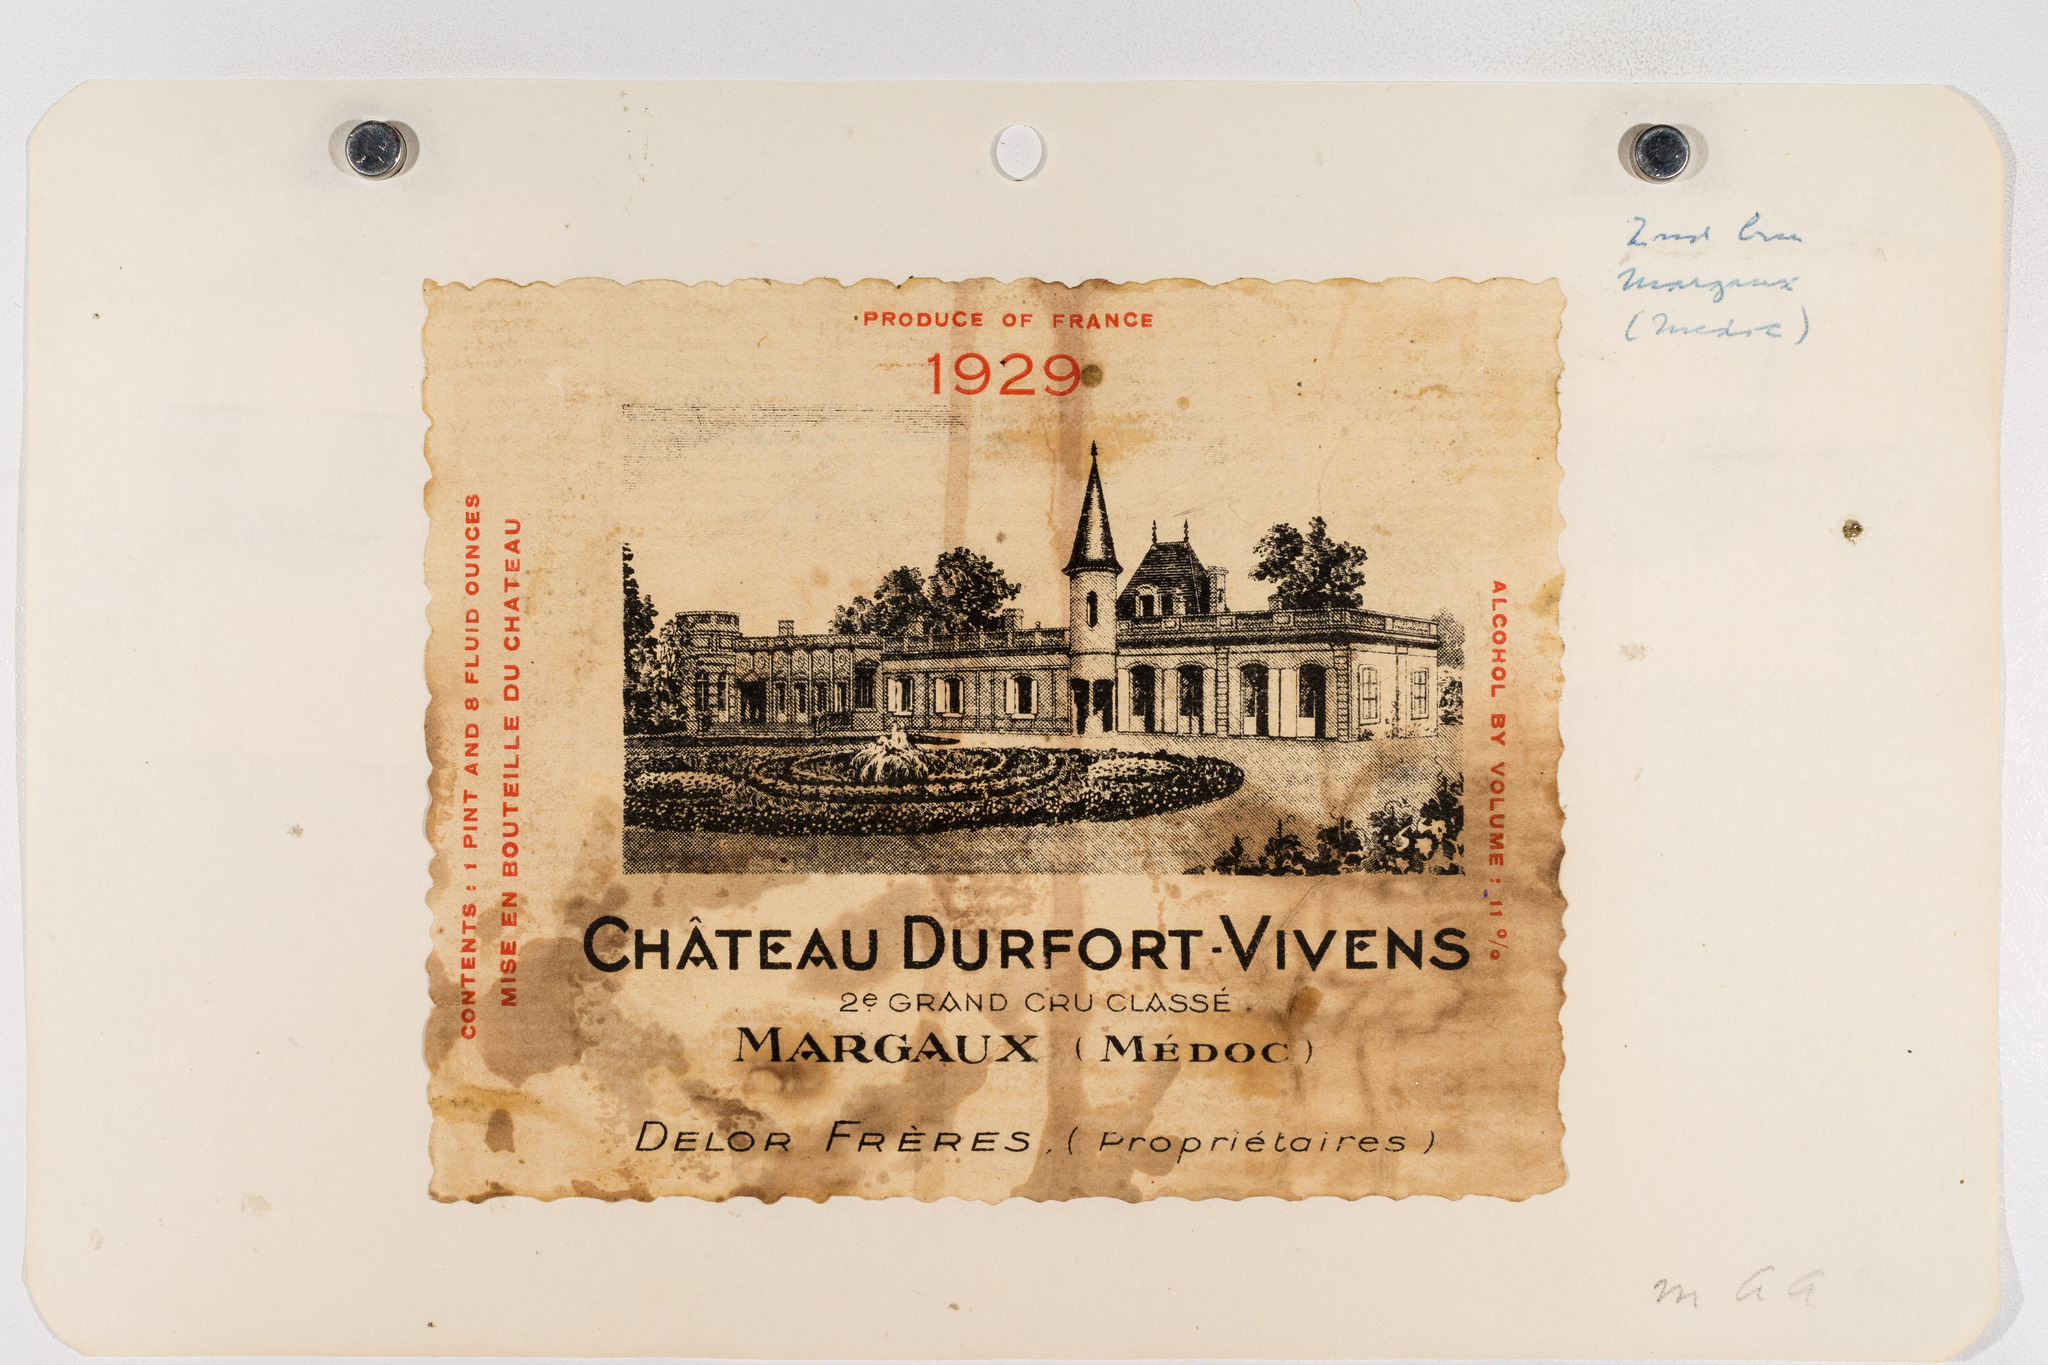 2nd Cru
Margaux
(Medoc)
PRODUCE OF FRANCE
1929
CONTENTS : 1 PINT AND 8 FLUID OUNCES
MISE EN BOUTEILLE DU CHATEAU
ALCOHOL BY VOLUME : 11 %
CHÂTEAU DURFORT-VIVENS
2e GRAND CRU CLASSÉ
MARGAUX (MÉDOC)
DELOR FRÈRES, (Propriétaires)
m a a